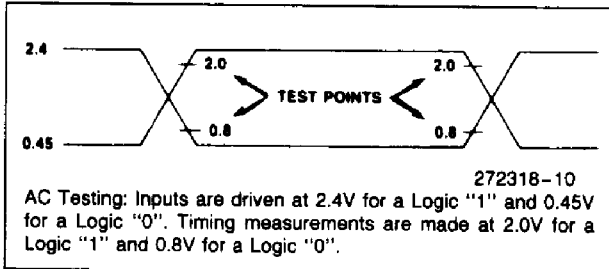 2.4
2.0
2.0
TEST POINTS
0.8
0.8
0.45
272318-10
AC Testing: Inputs are driven at 2.4V for a Logic "1" and 0.45V
for a Logic "0". Timing measurements are made at 2.0V for a
Logic "1" and 0.8V for a Logic "0".